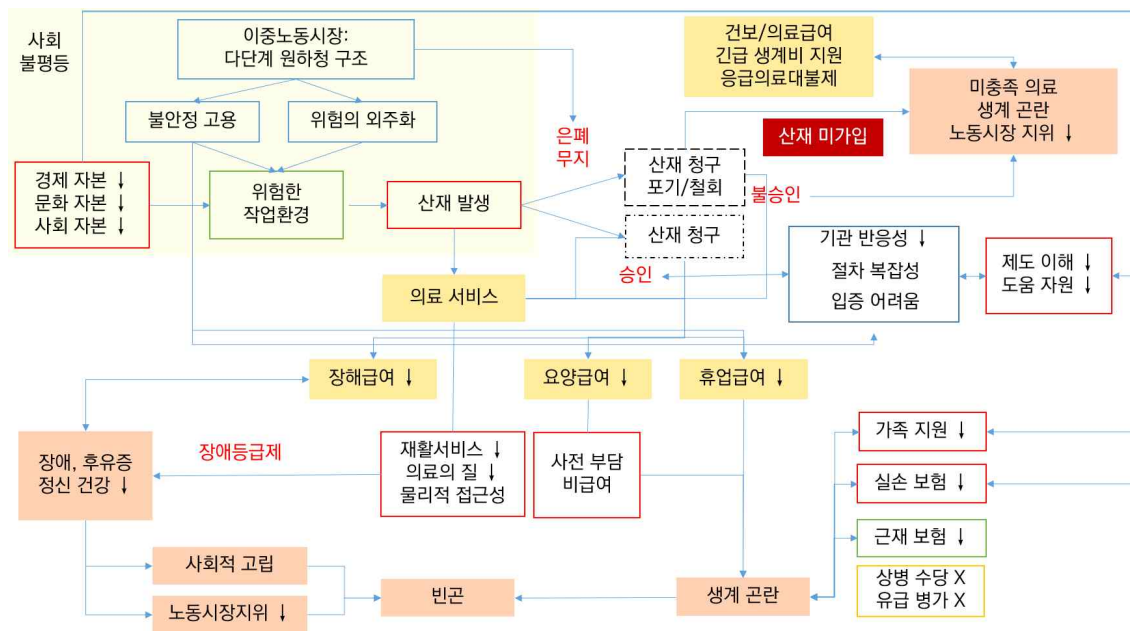 사회
불평등
이중노동시장:
다단계 원하청 구조
불안정 고용
위험의 외주화
경제 자본 ↓
문화 자본 ↓
사회 자본 ↓
위험한
작업환경
산재 발생
은폐
무지
건보/의료급여
긴급 생계비 지원
응급의료대불제
미충족 의료
생계 곤란
노동시장 지위 ↓
산재 미가입
산재 청구
포기/철회
불승인
산재 청구
승인
기관 반응성 ↓
절차 복잡성
입증 어려움
제도 이해 ↓
도움 자원 ↓
의료 서비스
장해급여 ↓
요양급여 ↓
휴업급여 ↓
장애, 후유증
정신 건강 ↓
장애등급제
재활서비스 ↓
의료의 질 ↓
물리적 접근성
사전 부담
비급여
가족 지원 ↓
실손 보험 ↓
근재 보험 ↓
상병 수당 X
유급 병가 X
사회적 고립
노동시장지위 ↓
빈곤
생계 곤란